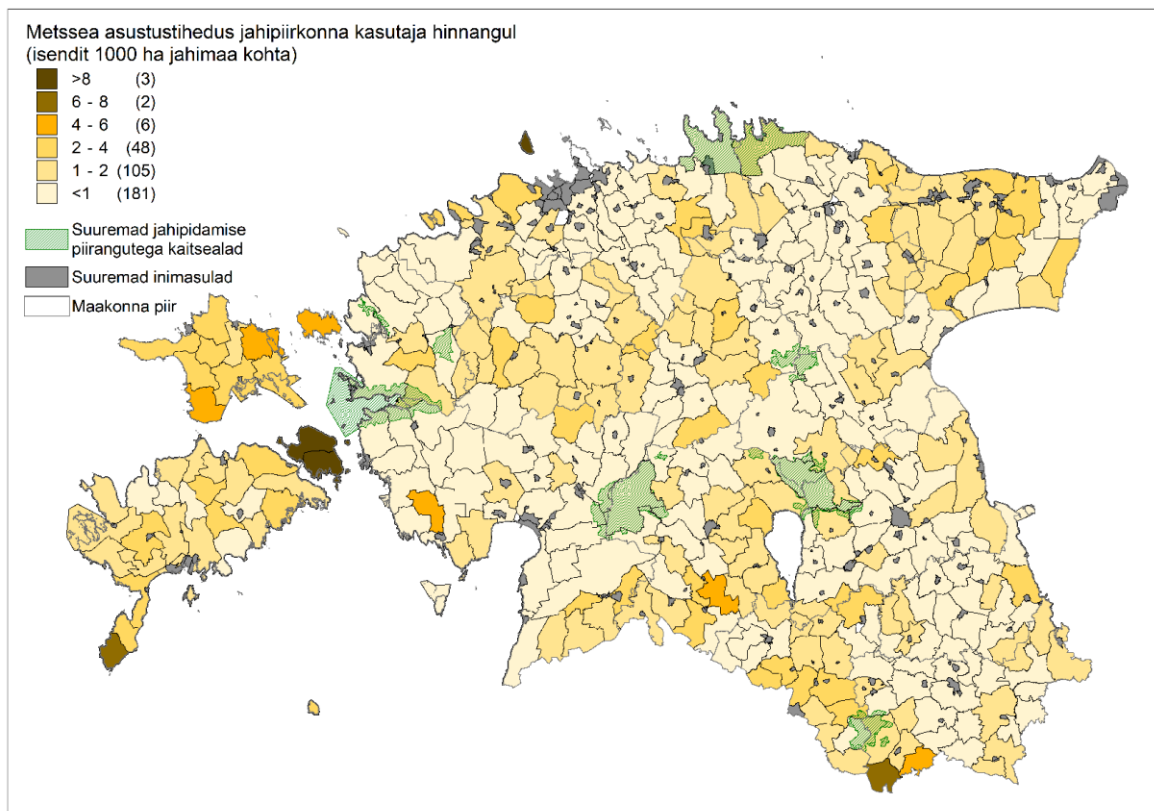 Metssea asustustihedus jahipiirkonna kasutaja hinnangul
(isendit 1000 ha jahimaa kohta)
>8 (3)
6 - 8 (2)
4 - 6 (6)
2 - 4 (48)
1 - 2 (105)
<1 (181)
Suuremad jahipidamise
piirangutega kaitsealad
Suuremad inimasulad
Maakonna piir